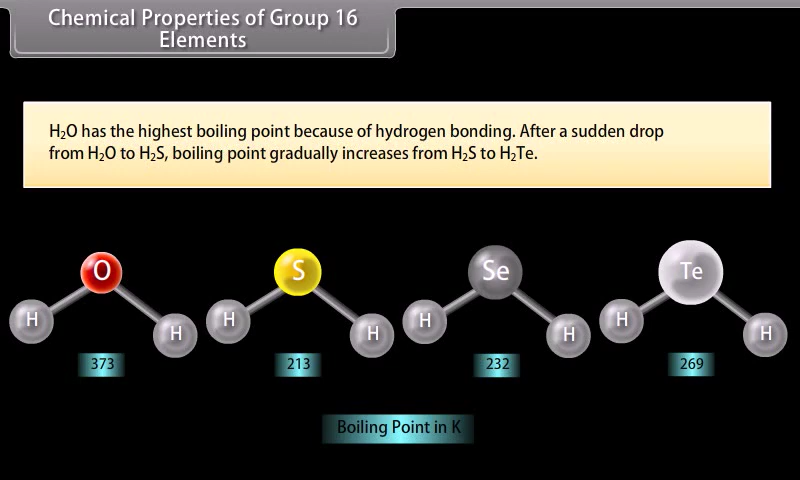 Chemical Properties of Group 16
Elements
H₂O has the highest boiling point because of hydrogen bonding. After a sudden drop
from H₂O to H₂S, boiling point gradually increases from H₂S to H₂Te.
O S Se Te
H H H H H H H H
373 213 232 269
Boiling Point in K